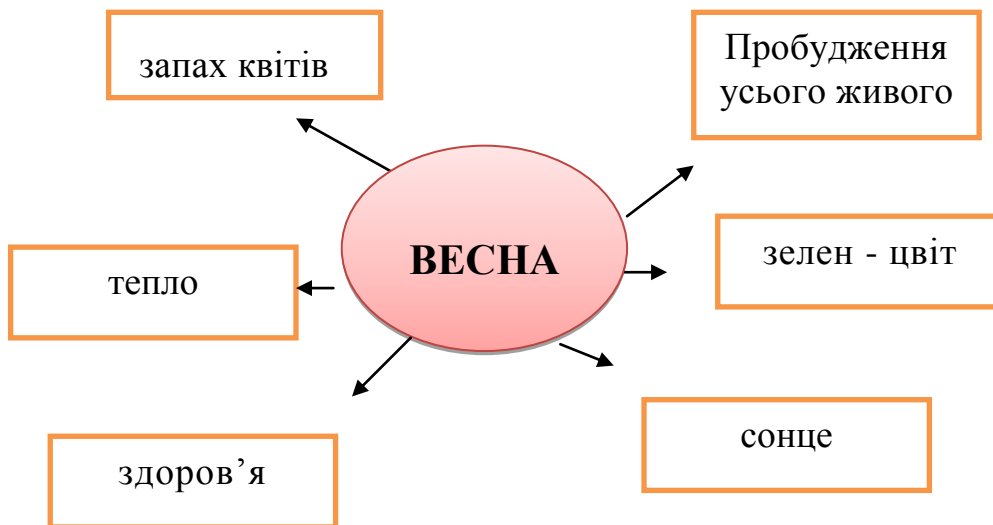 запах квітів
Пробудження
усього живого
ВЕСНА
зелен - цвіт
тепло
сонце
здоров’я